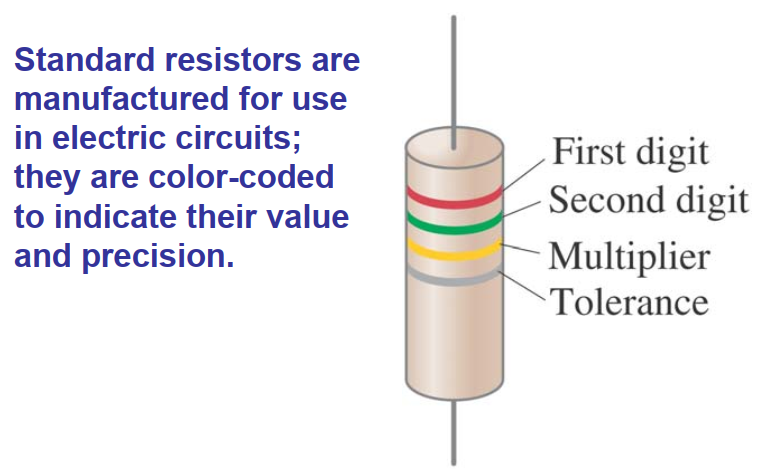 Standard resistors are
manufactured for use
in electric circuits;
they are color-coded
to indicate their value
and precision.
First digit
Second digit
Multiplier
Tolerance